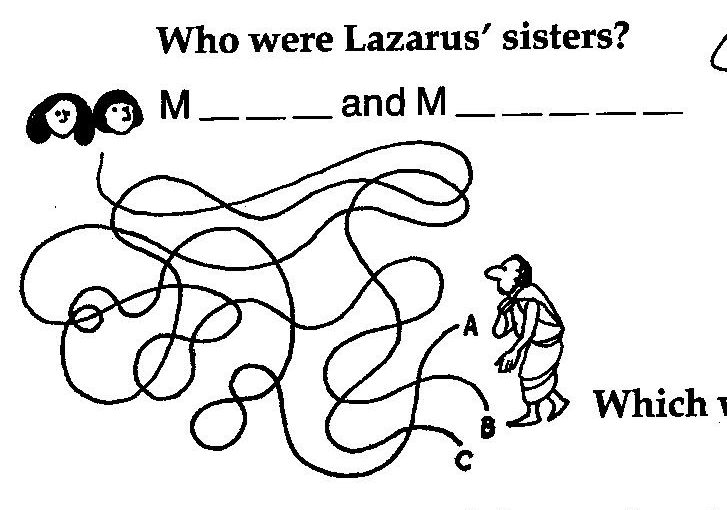 Who were Lazarus' sisters?
M _ _ _ and M _ _ _ _ _
A
Which
B
C